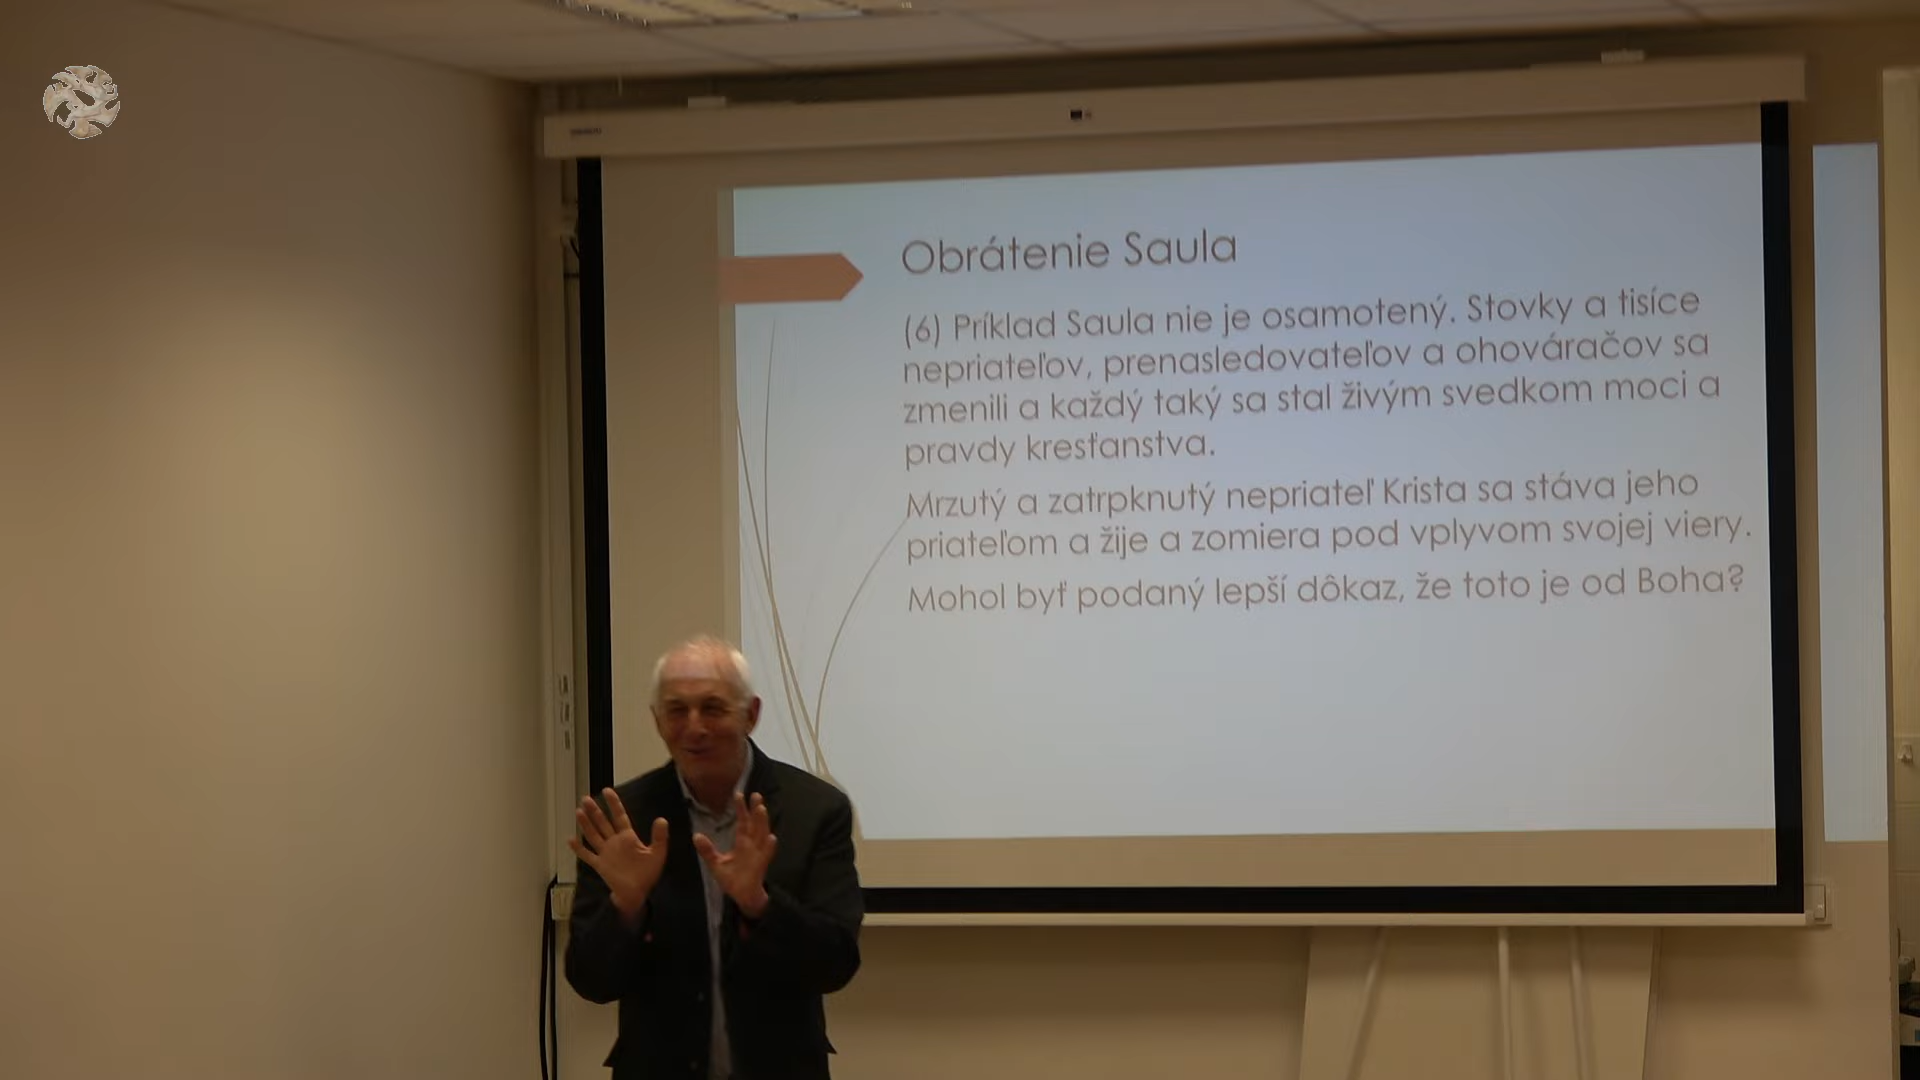 Obrátenie Saula
(6) Príklad Saula nie je osamotený. Stovky a tisíce
nepriateľov, prenasledovateľov a ohováračov sa
zmenili a každý taký sa stal živým svedkom moci a
pravdy kresťanstva.
Mrzutý a zatrpknutý nepriateľ Krista sa stáva jeho
priateľom a žije a zomiera pod vplyvom svojej viery.
Mohol byť podaný lepší dôkaz, že toto je od Boha?